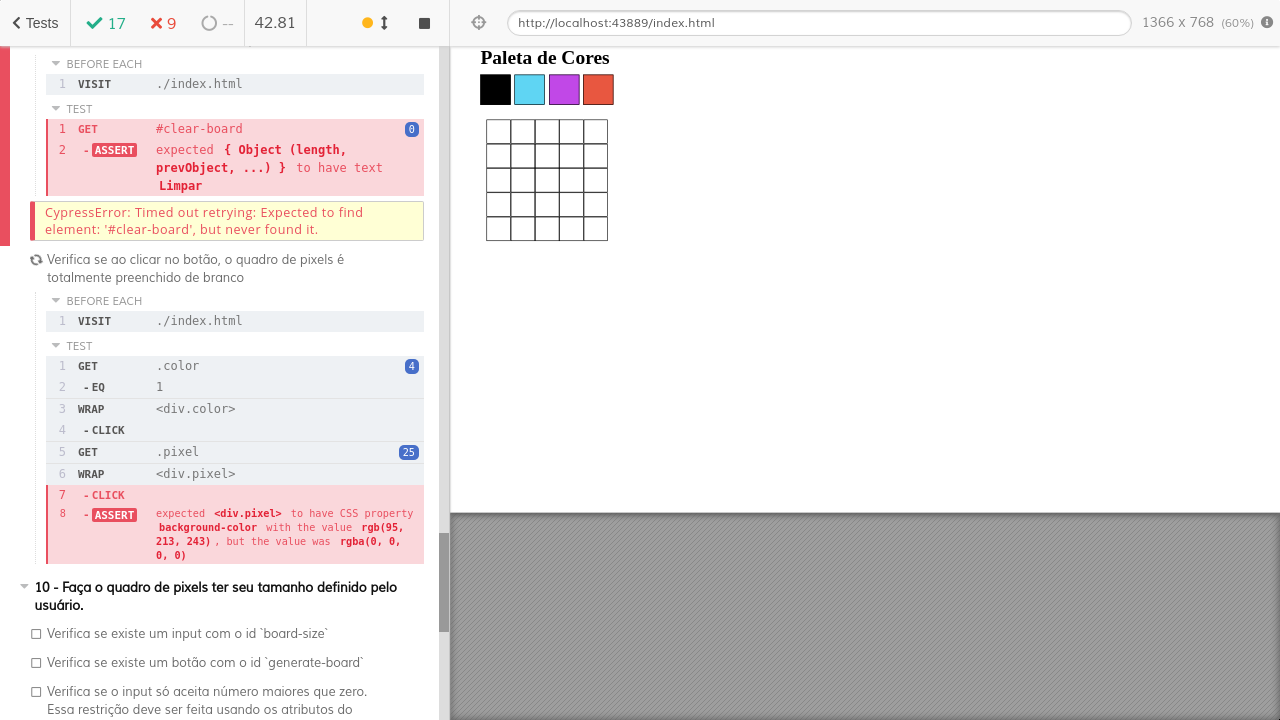 Tests 17 9 -- 42.81 http://localhost:43889/index.html 1366 x 768 (60%)
BEFORE EACH
1 VISIT ./index.html
TEST
1 GET #clear-board 0
2 - ASSERT expected { Object (length,
prevObject, ...) } to have text
Limpar
CypressError: Timed out retrying: Expected to find
element: '#clear-board', but never found it.
Verifica se ao clicar no botão, o quadro de pixels é
totalmente preenchido de branco
BEFORE EACH
1 VISIT ./index.html
TEST
1 GET .color 4
2 - EQ 1
3 WRAP <div.color>
4 - CLICK
5 GET .pixel 25
6 WRAP <div.pixel>
7 - CLICK
8 - ASSERT expected <div.pixel> to have CSS property
background-color with the value rgb(95,
213, 243) , but the value was rgba(0, 0,
0, 0)
10 - Faça o quadro de pixels ter seu tamanho definido pelo
usuário.
Verifica se existe um input com o id `board-size`
Verifica se existe um botão com o id `generate-board`
Verifica se o input só aceita número maiores que zero.
Essa restrição deve ser feita usando os atributos do
Paleta de Cores